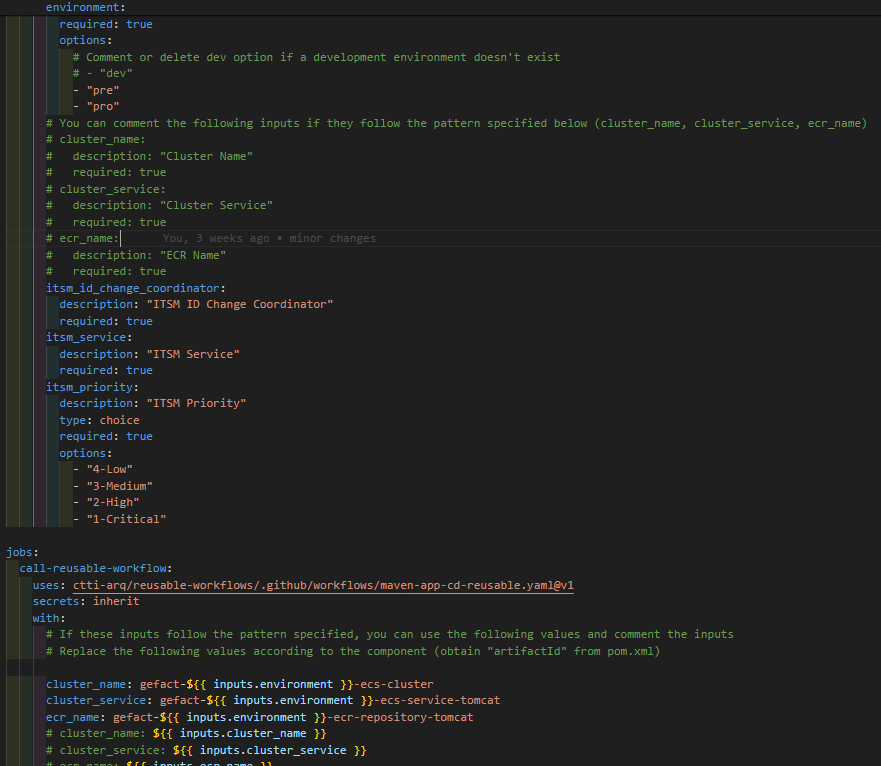 environment:
required: true
options:
# Comment or delete dev option if a development environment doesn't exist
# - "dev"
- "pre"
- "pro"
# You can comment the following inputs if they follow the pattern specified below (cluster_name, cluster_service, ecr_name)
# cluster_name:
#   description: "Cluster Name"
#   required: true
# cluster_service:
#   description: "Cluster Service"
#   required: true
# ecr_name: You, 3 weeks ago • minor changes
#   description: "ECR Name"
#   required: true
itsm_id_change_coordinator:
description: "ITSM ID Change Coordinator"
required: true
itsm_service:
description: "ITSM Service"
required: true
itsm_priority:
description: "ITSM Priority"
type: choice
required: true
options:
- "4-Low"
- "3-Medium"
- "2-High"
- "1-Critical"
jobs:
call-reusable-workflow:
uses: ctti-arq/reusable-workflows/.github/workflows/maven-app-cd-reusable.yaml@v1
secrets: inherit
with:
# If these inputs follow the pattern specified, you can use the following values and comment the inputs
# Replace the following values according to the component (obtain "artifactId" from pom.xml)
cluster_name: gefact-${{ inputs.environment }}-ecs-cluster
cluster_service: gefact-${{ inputs.environment }}-ecs-service-tomcat
ecr_name: gefact-${{ inputs.environment }}-ecr-repository-tomcat
# cluster_name: ${{ inputs.cluster_name }}
# cluster_service: ${{ inputs.cluster_service }}
# ecr_name: ${{ inputs.ecr_name }}